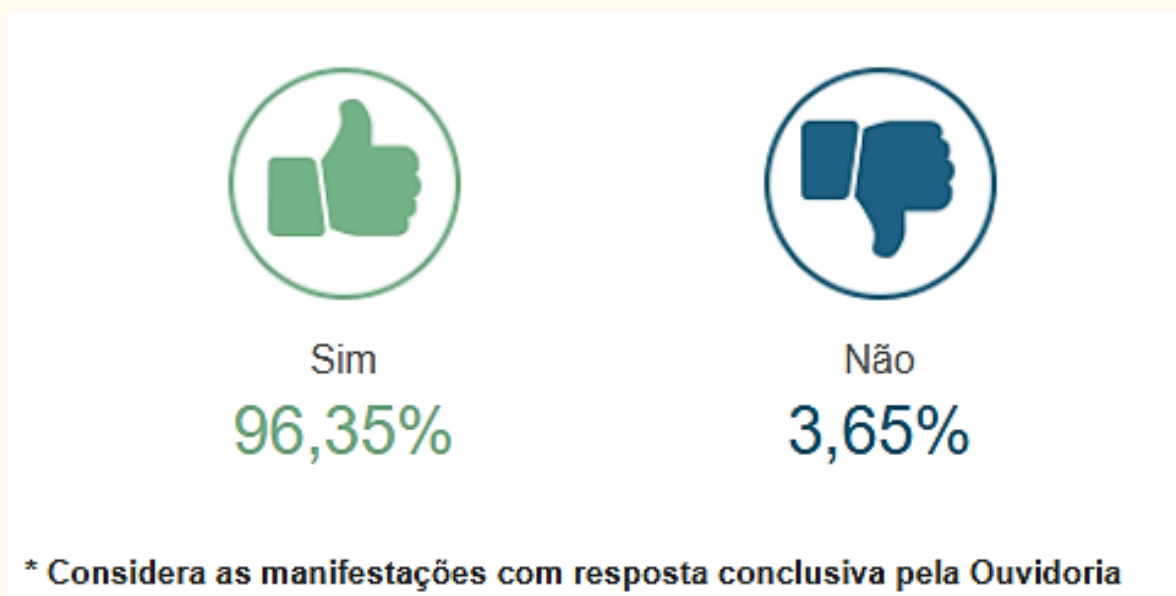 Sim
Não
96,35%
3,65%
* Considera as manifestações com resposta conclusiva pela Ouvidoria